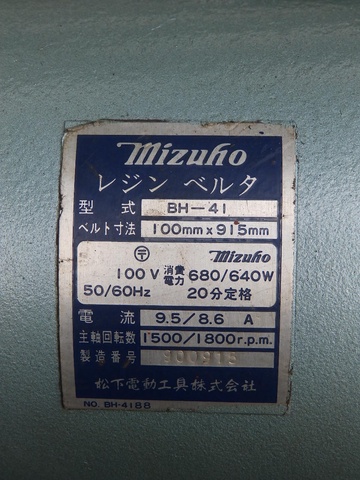 Mizuho
レジン ベルタ
型式 BH-41
ベルト寸法 100mm x 915mm
〒 Mizuho
100V 消費電力 680/640W
50/60Hz 20分定格
電流 9.5/8.6 A
主軸回転数 1500/1800r.p.m.
製造番号
松下電動工具株式会社
NO. BH-4188